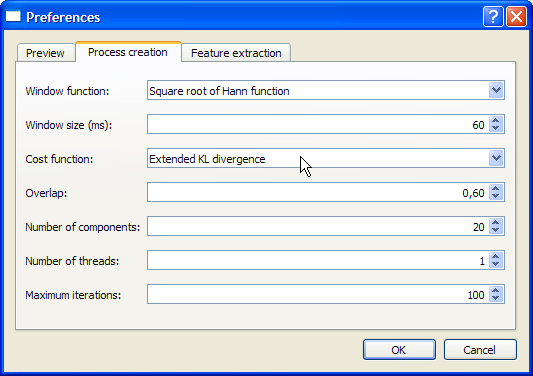 Preferences
Preview Process creation Feature extraction
Window function: Square root of Hann function
Window size (ms): 60
Cost function: Extended KL divergence
Overlap: 0,60
Number of components: 20
Number of threads: 1
Maximum iterations: 100
OK Cancel